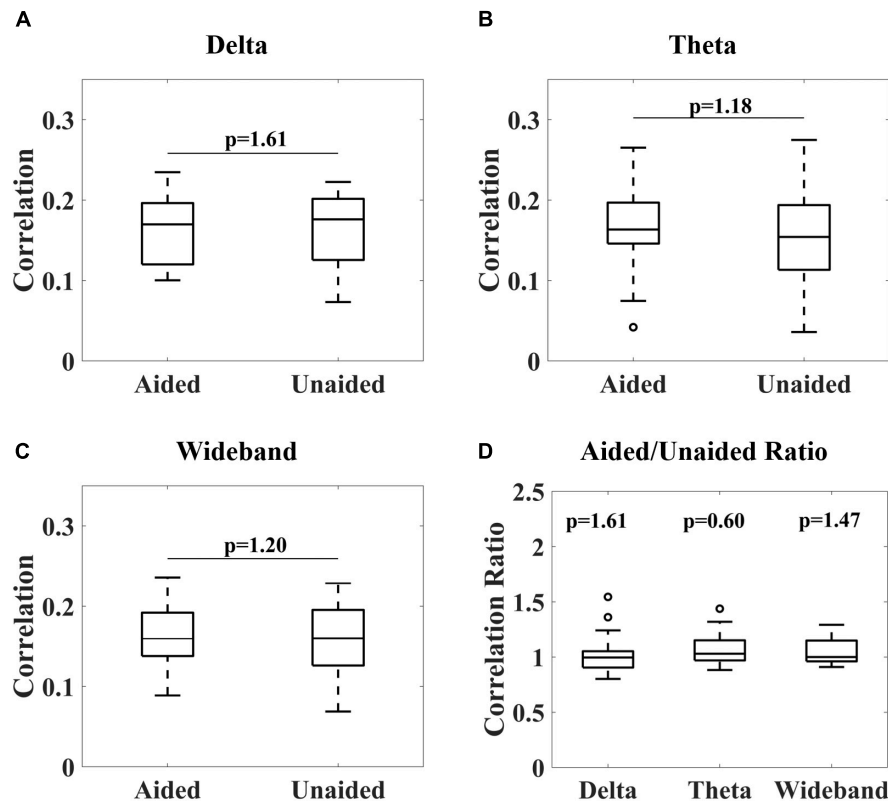 A
Delta
Correlation
0.3
0.2
0.1
0
p=1.61
Aided Unaided
B
Theta
Correlation
0.3
0.2
0.1
0
p=1.18
Aided Unaided
C
Wideband
Correlation
0.3
0.2
0.1
0
p=1.20
Aided Unaided
D
Aided/Unaided Ratio
Correlation Ratio
2.5
2
1.5
1
0.5
0
p=1.61 p=0.60 p=1.47
Delta Theta Wideband